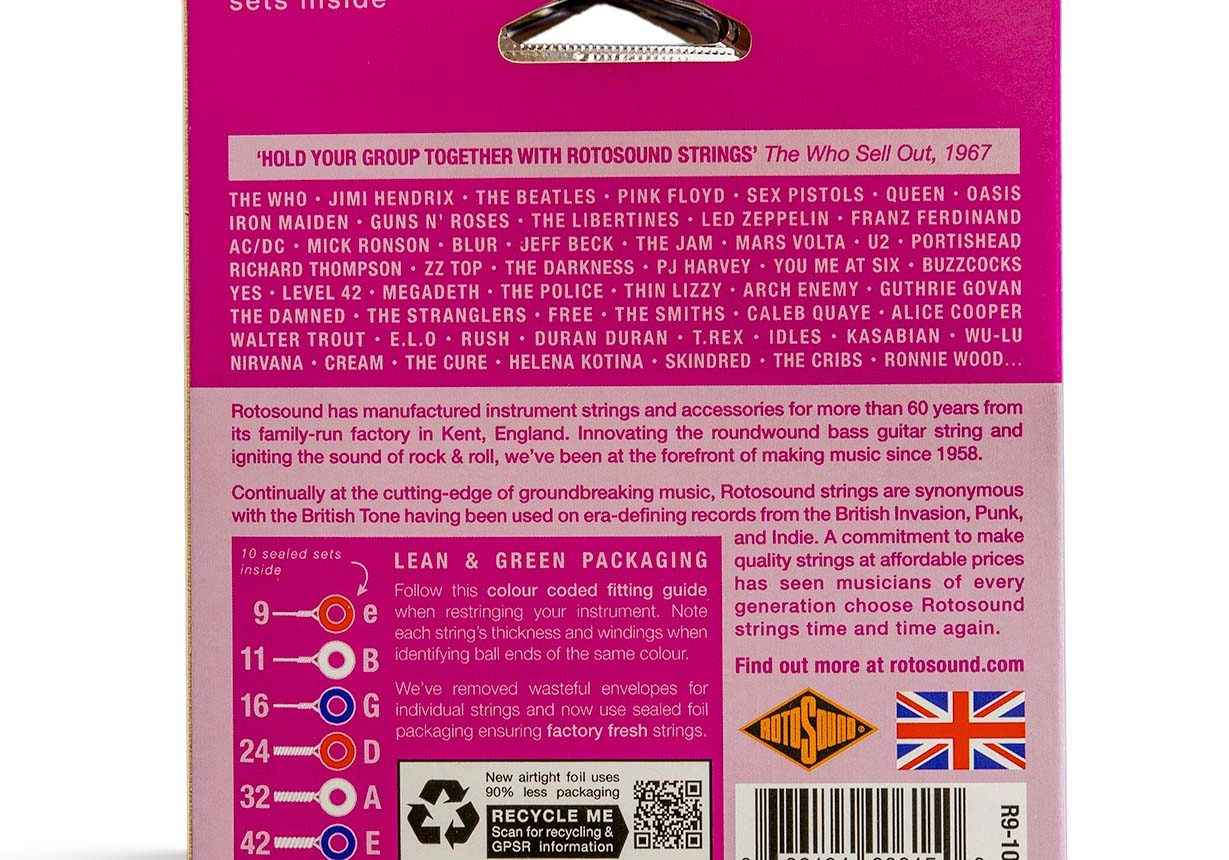 sets inside
‘HOLD YOUR GROUP TOGETHER WITH ROTOSOUND STRINGS’ The Who Sell Out, 1967
THE WHO • JIMI HENDRIX • THE BEATLES • PINK FLOYD • SEX PISTOLS • QUEEN • OASIS
IRON MAIDEN • GUNS N' ROSES • THE LIBERTINES • LED ZEPPELIN • FRANZ FERDINAND
AC/DC • MICK RONSON • BLUR • JEFF BECK • THE JAM • MARS VOLTA • U2 • PORTISHEAD
RICHARD THOMPSON • ZZ TOP • THE DARKNESS • PJ HARVEY • YOU ME AT SIX • BUZZCOCKS
YES • LEVEL 42 • MEGADETH • THE POLICE • THIN LIZZY • ARCH ENEMY • GUTHRIE GOVAN
THE DAMNED • THE STRANGLERS • FREE • THE SMITHS • CALEB QUAYE • ALICE COOPER
WALTER TROUT • E.L.O • RUSH • DURAN DURAN • T.REX • IDLES • KASABIAN • WU-LU
NIRVANA • CREAM • THE CURE • HELENA KOTINA • SKINDRED • THE CRIBS • RONNIE WOOD...
Rotosound has manufactured instrument strings and accessories for more than 60 years from
its family-run factory in Kent, England. Innovating the roundwound bass guitar string and
igniting the sound of rock & roll, we’ve been at the forefront of making music since 1958.
Continually at the cutting-edge of groundbreaking music, Rotosound strings are synonymous
with the British Tone having been used on era-defining records from the British Invasion, Punk,
and Indie. A commitment to make
quality strings at affordable prices
has seen musicians of every
generation choose Rotosound
strings time and time again.
Find out more at rotosound.com
10 sealed sets
inside
9 e
11 B
16 G
24 D
32 A
42 E
LEAN & GREEN PACKAGING
Follow this colour coded fitting guide
when restringing your instrument. Note
each string’s thickness and windings when
identifying ball ends of the same colour.
We’ve removed wasteful envelopes for
individual strings and now use sealed foil
packaging ensuring factory fresh strings.
New airtight foil uses
90% less packaging
RECYCLE ME
Scan for recycling &
GPSR information
ROTOSOUND®
R9-10